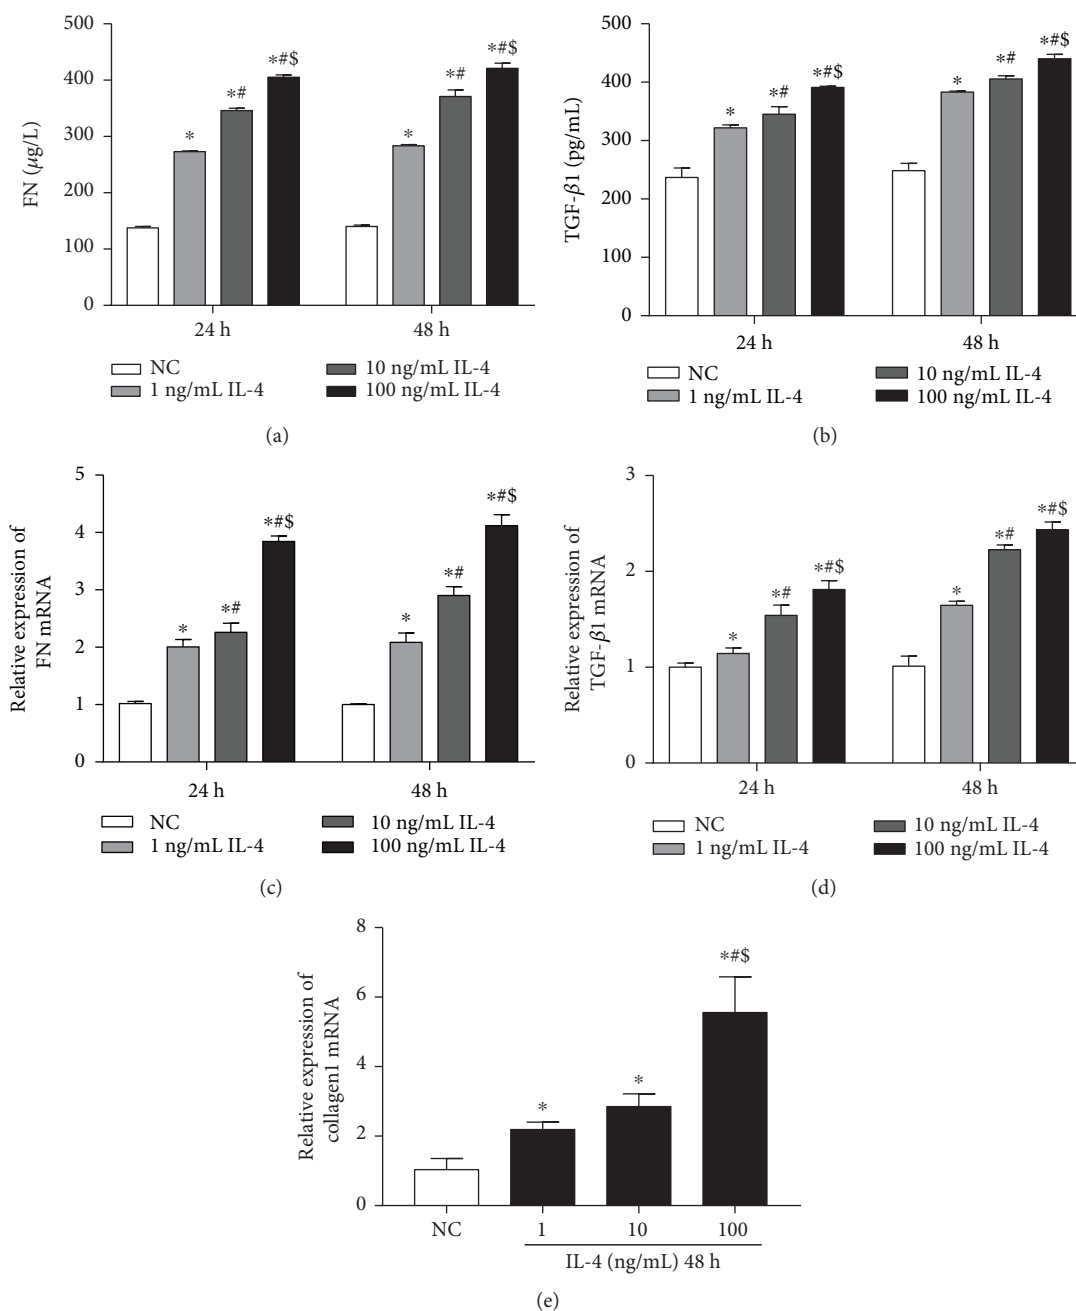 500
400
300
200
100
0
FN (μg/L)
*
*#
*#$
*
*#
*#$
24 h
48 h
NC
10 ng/mL IL-4
1 ng/mL IL-4
100 ng/mL IL-4
(a)
500
400
300
200
100
0
TGF-β1 (pg/mL)
*
*#
*#$
*
*#
*#$
24 h
48 h
NC
10 ng/mL IL-4
1 ng/mL IL-4
100 ng/mL IL-4
(b)
5
4
3
2
1
0
Relative expression of
FN mRNA
*
*#
*#$
*
*#
*#$
24 h
48 h
NC
10 ng/mL IL-4
1 ng/mL IL-4
100 ng/mL IL-4
(c)
3
2
1
0
Relative expression of
TGF-β1 mRNA
*
*#
*#$
*
*#
*#$
24 h
48 h
NC
10 ng/mL IL-4
1 ng/mL IL-4
100 ng/mL IL-4
(d)
8
6
4
2
0
Relative expression of
collagen1 mRNA
*
*
*#$
NC
1
10
100
IL-4 (ng/mL) 48 h
(e)